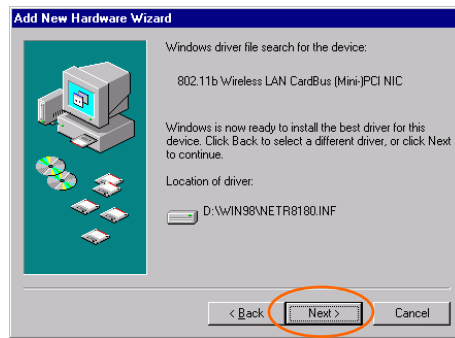 Add New Hardware Wizard
Windows driver file search for the device:
802.11b Wireless LAN CardBus (Mini-)PCI NIC
Windows is now ready to install the best driver for this
device. Click Back to select a different driver, or click Next
to continue.
Location of driver:
D:\WIN98\NETR8180.INF
< Back
Next >
Cancel